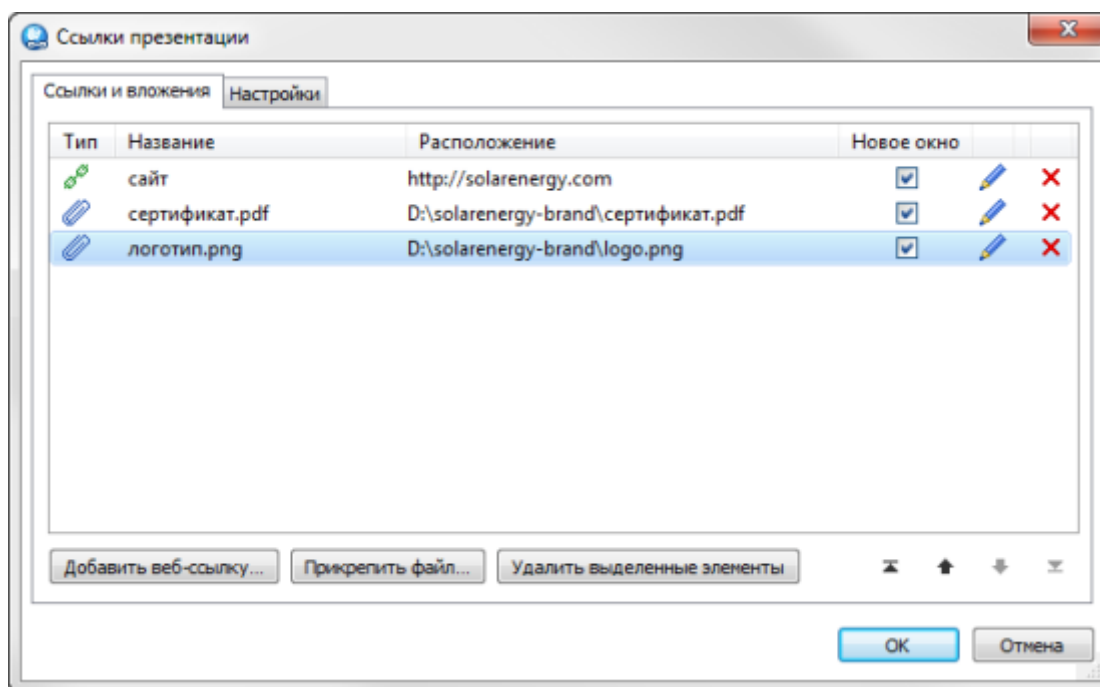 Ссылки презентации
Ссылки и вложения Настройки
Тип Название Расположение Новое окно
сайт http://solarenergy.com
сертификат.pdf D:\solarenergy-brand\сертификат.pdf
логотип.png D:\solarenergy-brand\logo.png
Добавить веб-ссылку... Прикрепить файл... Удалить выделенные элементы
OK Отмена